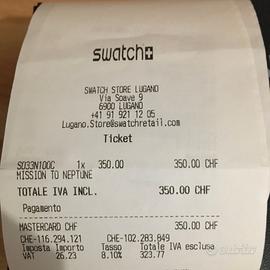 swatch+
SWATCH STORE LUGANO
Via Soave 9
6900 LUGANO
+41 91 921 12 05
Lugano.Store@swatchretail.com
Ticket
SO33N100C 1x 350.00 350.00 CHF
MISSION TO NEPTUNE
TOTALE IVA INCL. 350.00 CHF
Pagamento
MASTERCARD CHF 350.00 CHF
CHE-116.294.121 CHE-102.283.849
Imposta Importo Tasso Totale IVA esclusa
VAT 26.23 8.10% 323.77
subito